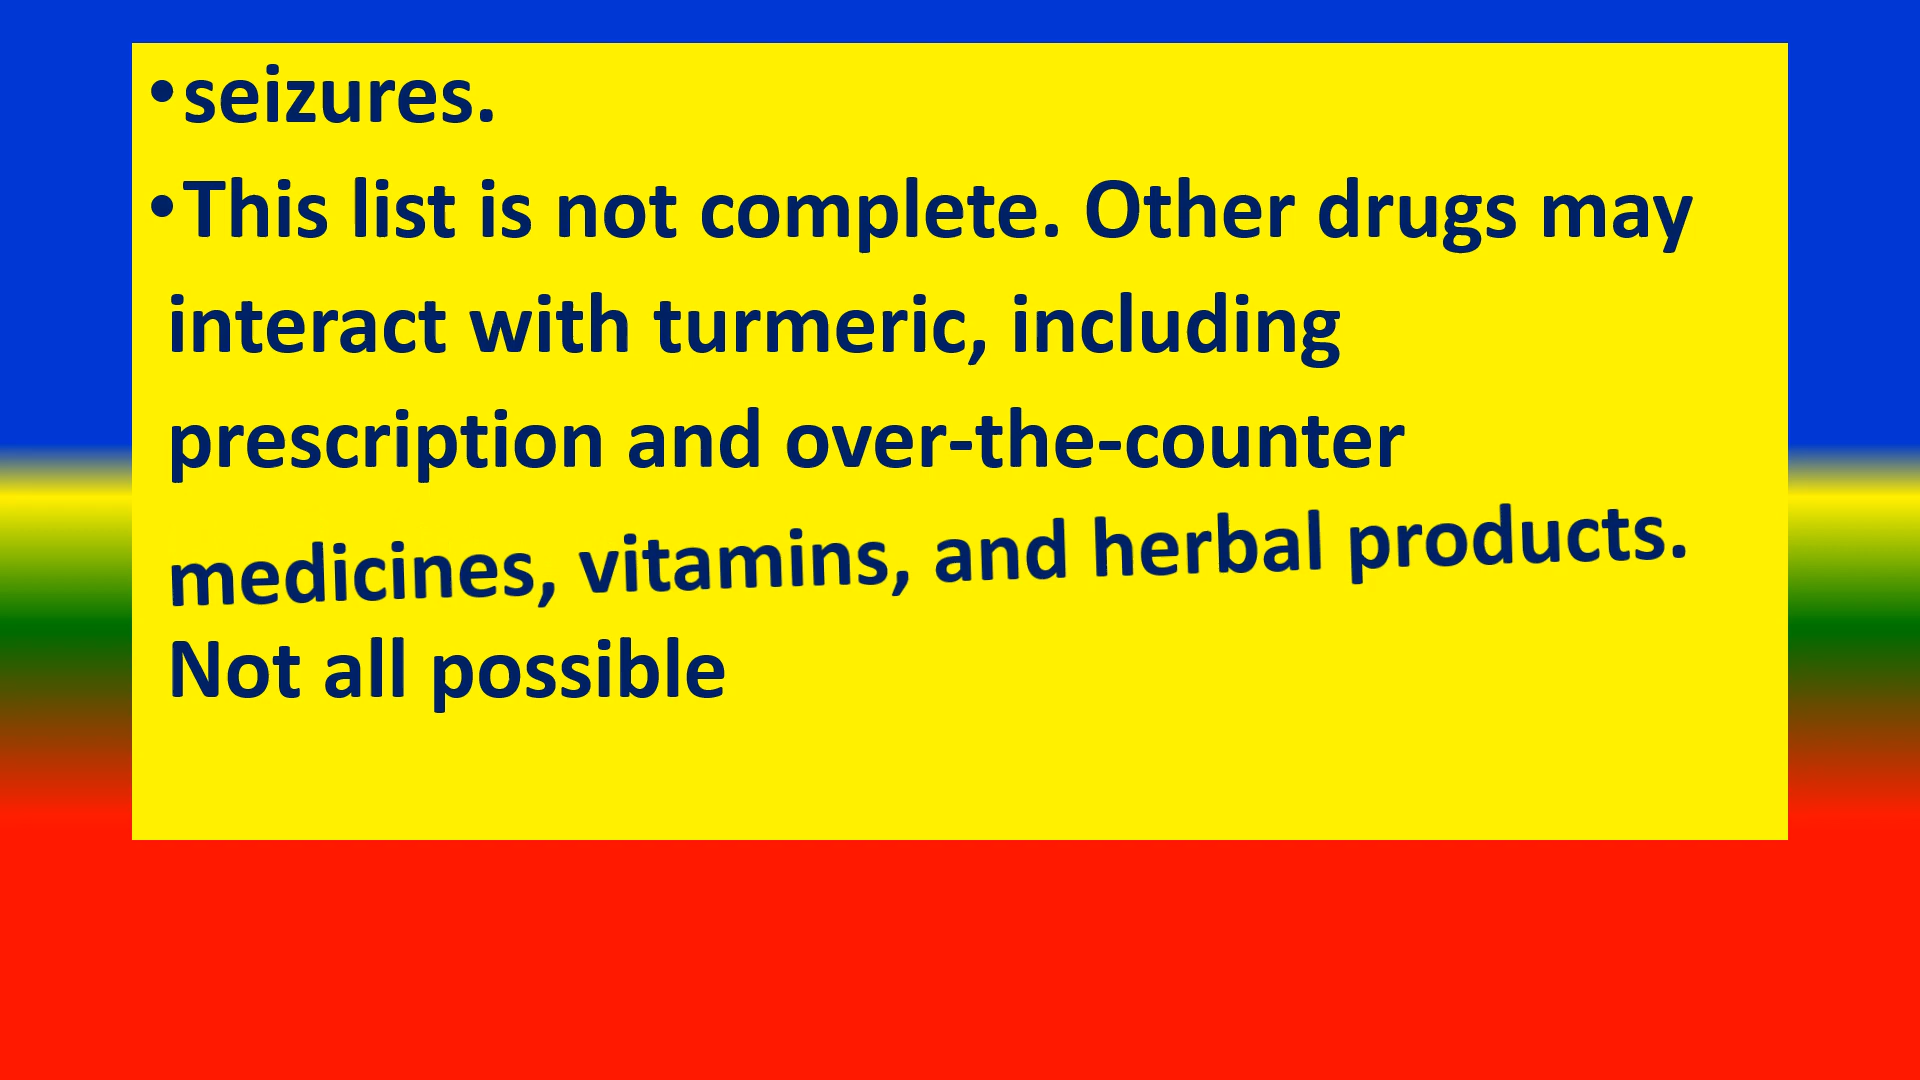 •seizures.
•This list is not complete. Other drugs may
interact with turmeric, including
prescription and over-the-counter
medicines, vitamins, and herbal products.
Not all possible